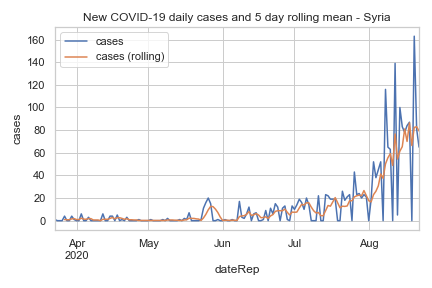 New COVID-19 daily cases and 5 day rolling mean - Syria
cases
cases (rolling)
cases
160
140
120
100
80
60
40
20
0
Apr
2020
May
Jun
Jul
Aug
dateRep